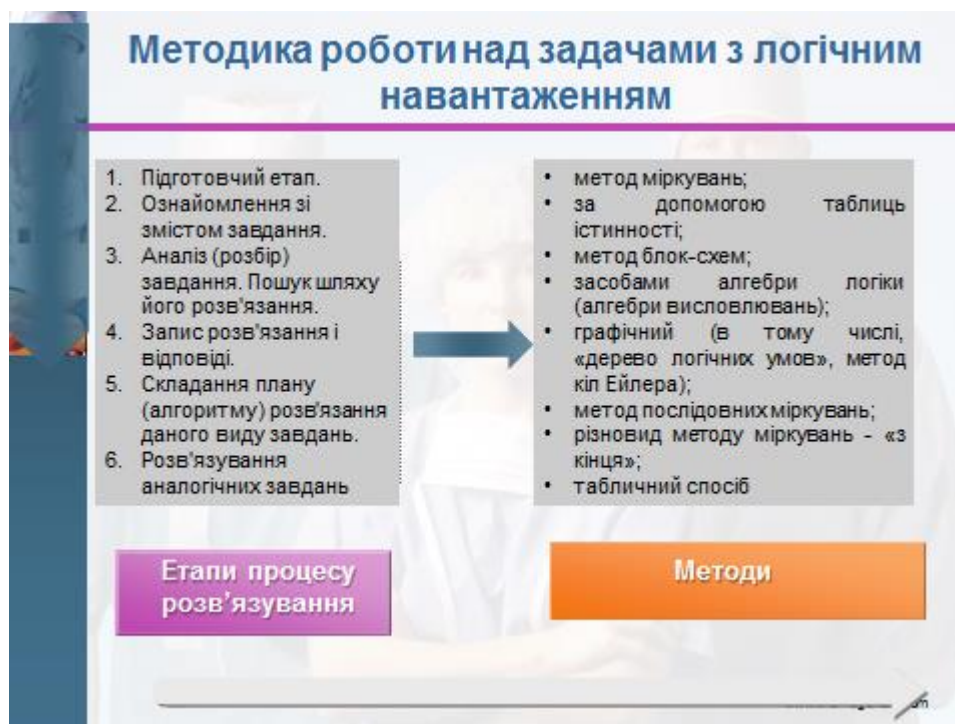 Методика роботи над задачами з логічним
навантаженням
1. Підготовчий етап.
2. Ознайомлення зі
змістом завдання.
3. Аналіз (розбір)
завдання. Пошук шляху
його розв'язання.
4. Запис розв'язання і
відповіді.
5. Складання плану
(алгоритму) розв'язання
даного виду завдань.
6. Розв'язування
аналогічних завдань
• метод міркувань;
• за допомогою таблиць
істинності;
• метод блок-схем;
• засобами алгебри логіки
(алгебри висловлювань);
• графічний (в тому числі,
«дерево логічних умов», метод
кіл Ейлера);
• метод послідовних міркувань;
• різновид методу міркувань - «з
кінця»;
• табличний спосіб
Етапи процесу
розв’язування
Методи